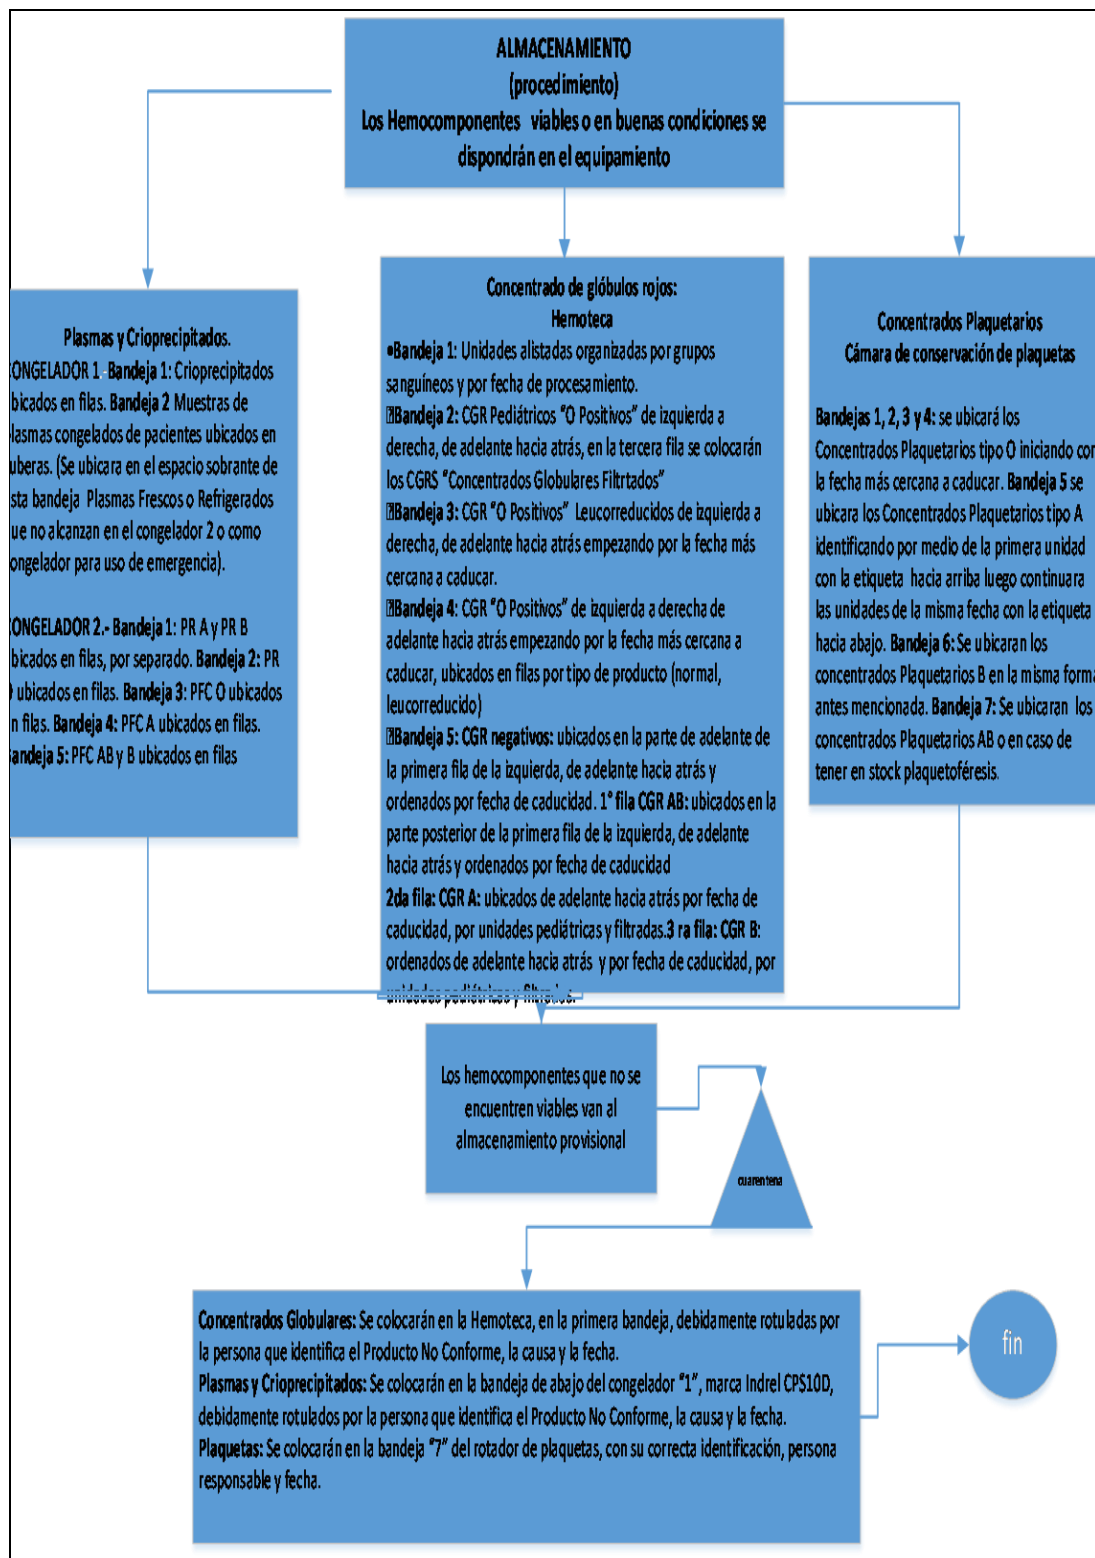 ALMACENAMIENTO
(procedimiento)
Los Hemocomponentes viables o en buenas condiciones se
dispondrán en el equipamiento
Plasmas y Crioprecipitados.
CONGELADOR 1.- Bandeja 1: Crioprecipitados
ubicados en filas. Bandeja 2 Muestras de
plasmas congelados de pacientes ubicados en
uberas. (Se ubicara en el espacio sobrante de
esta bandeja Plasmas Frescos o Refrigerados
que no alcanzan en el congelador 2 o como
congelador para uso de emergencia).
CONGELADOR 2.- Bandeja 1: PR A y PR B
ubicados en filas, por separado. Bandeja 2: PR
O ubicados en filas. Bandeja 3: PFC O ubicados
en filas. Bandeja 4: PFC A ubicados en filas.
Bandeja 5: PFC AB y B ubicados en filas
Concentrado de glóbulos rojos:
Hemoteca
•Bandeja 1: Unidades alistadas organizadas por grupos
sanguíneos y por fecha de procesamiento.
Bandeja 2: CGR Pediátricos "O Positivos" de izquierda a
derecha, de adelante hacia atrás, en la tercera fila se colocarán
los CGRS "Concentrados Globulares Filtrtados"
Bandeja 3: CGR "O Positivos" Leucorreducidos de izquierda a
derecha, de adelante hacia atrás empezando por la fecha más
cercana a caducar.
Bandeja 4: CGR "O Positivos" de izquierda a derecha de
adelante hacia atrás empezando por la fecha más cercana a
caducar, ubicados en filas por tipo de producto (normal,
leucorreducido)
Bandeja 5: CGR negativos: ubicados en la parte de adelante de
la primera fila de la izquierda, de adelante hacia atrás y
ordenados por fecha de caducidad. 1° fila CGR AB: ubicados en la
parte posterior de la primera fila de la izquierda, de adelante
hacia atrás y ordenados por fecha de caducidad
2da fila: CGR A: ubicados de adelante hacia atrás por fecha de
caducidad, por unidades pediátricas y filtradas.3 ra fila: CGR B:
ordenados de adelante hacia atrás y por fecha de caducidad, por
unidades pediátricas y filtradas.
Concentrados Plaquetarios
Cámara de conservación de plaquetas
Bandejas 1, 2, 3 y 4: se ubicará los
Concentrados Plaquetarios tipo O iniciando con
la fecha más cercana a caducar. Bandeja 5 se
ubicara los Concentrados Plaquetarios tipo A
identificando por medio de la primera unidad
con la etiqueta hacia arriba luego continuara
las unidades de la misma fecha con la etiqueta
hacia abajo. Bandeja 6: Se ubicaran los
concentrados Plaquetarios B en la misma forma
antes mencionada. Bandeja 7: Se ubicaran los
concentrados Plaquetarios AB o en caso de
tener en stock plaquetoféresis.
Los hemocomponentes que no se
encuentren viables van al
almacenamiento provisional
cuarentena
Concentrados Globulares: Se colocarán en la Hemoteca, en la primera bandeja, debidamente rotuladas por
la persona que identifica el Producto No Conforme, la causa y la fecha.
Plasmas y Crioprecipitados: Se colocarán en la bandeja de abajo del congelador "1", marca Indrel CPS10D,
debidamente rotulados por la persona que identifica el Producto No Conforme, la causa y la fecha.
Plaquetas: Se colocarán en la bandeja "7" del rotador de plaquetas, con su correcta identificación, persona
responsable y fecha.
fin